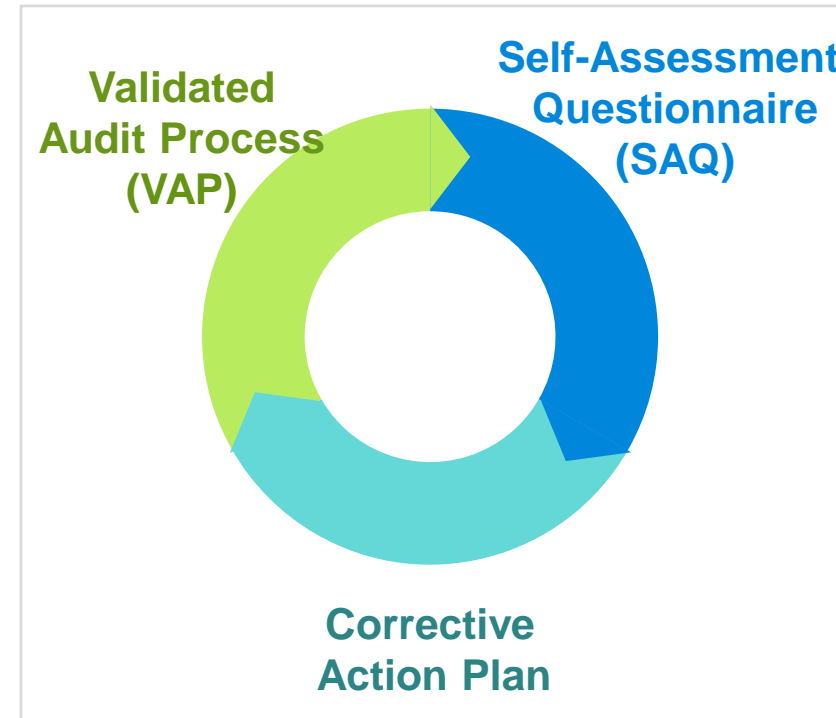 Validated
Audit Process
(VAP)
Self-Assessment
Questionnaire
(SAQ)
Corrective
Action Plan